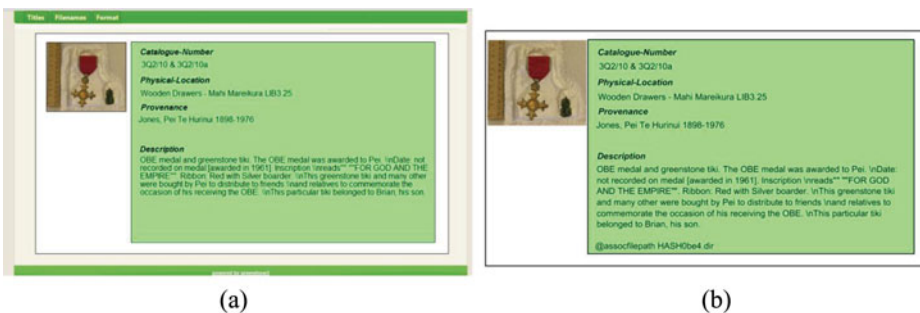 Titles Filenames Format
Catalogue-Number
3Q2/10 & 3Q2/10a
Physical-Location
Wooden Drawers - Mahi Mareikura LIB3.25
Provenance
Jones, Pei Te Hurinui 1898-1976
Description
OBE medal and greenstone tiki. The OBE medal was awarded to Pei. \nDate: not
recorded on medal [awarded in 1961]. Inscription \nreads"" ""FOR GOD AND THE
EMPIRE"". Ribbon: Red with Silver boarder. \nThis greenstone tiki and many other
were bought by Pei to distribute to friends \nand relatives to commemorate the
occasion of his receiving the OBE. \nThis particular tiki belonged to Brian, his son.
powered by greenstone3
(a)
Catalogue-Number
3Q2/10 & 3Q2/10a
Physical-Location
Wooden Drawers - Mahi Mareikura LIB3.25
Provenance
Jones, Pei Te Hurinui 1898-1976
Description
OBE medal and greenstone tiki. The OBE medal was awarded to Pei. \nDate:
not recorded on medal [awarded in 1961]. Inscription \nreads"" ""FOR GOD
AND THE EMPIRE"". Ribbon: Red with Silver boarder. \nThis greenstone tiki
and many other were bought by Pei to distribute to friends \nand relatives to
commemorate the occasion of his receiving the OBE. \nThis particular tiki
belonged to Brian, his son.
@assocfilepath HASH0be4.dir
(b)